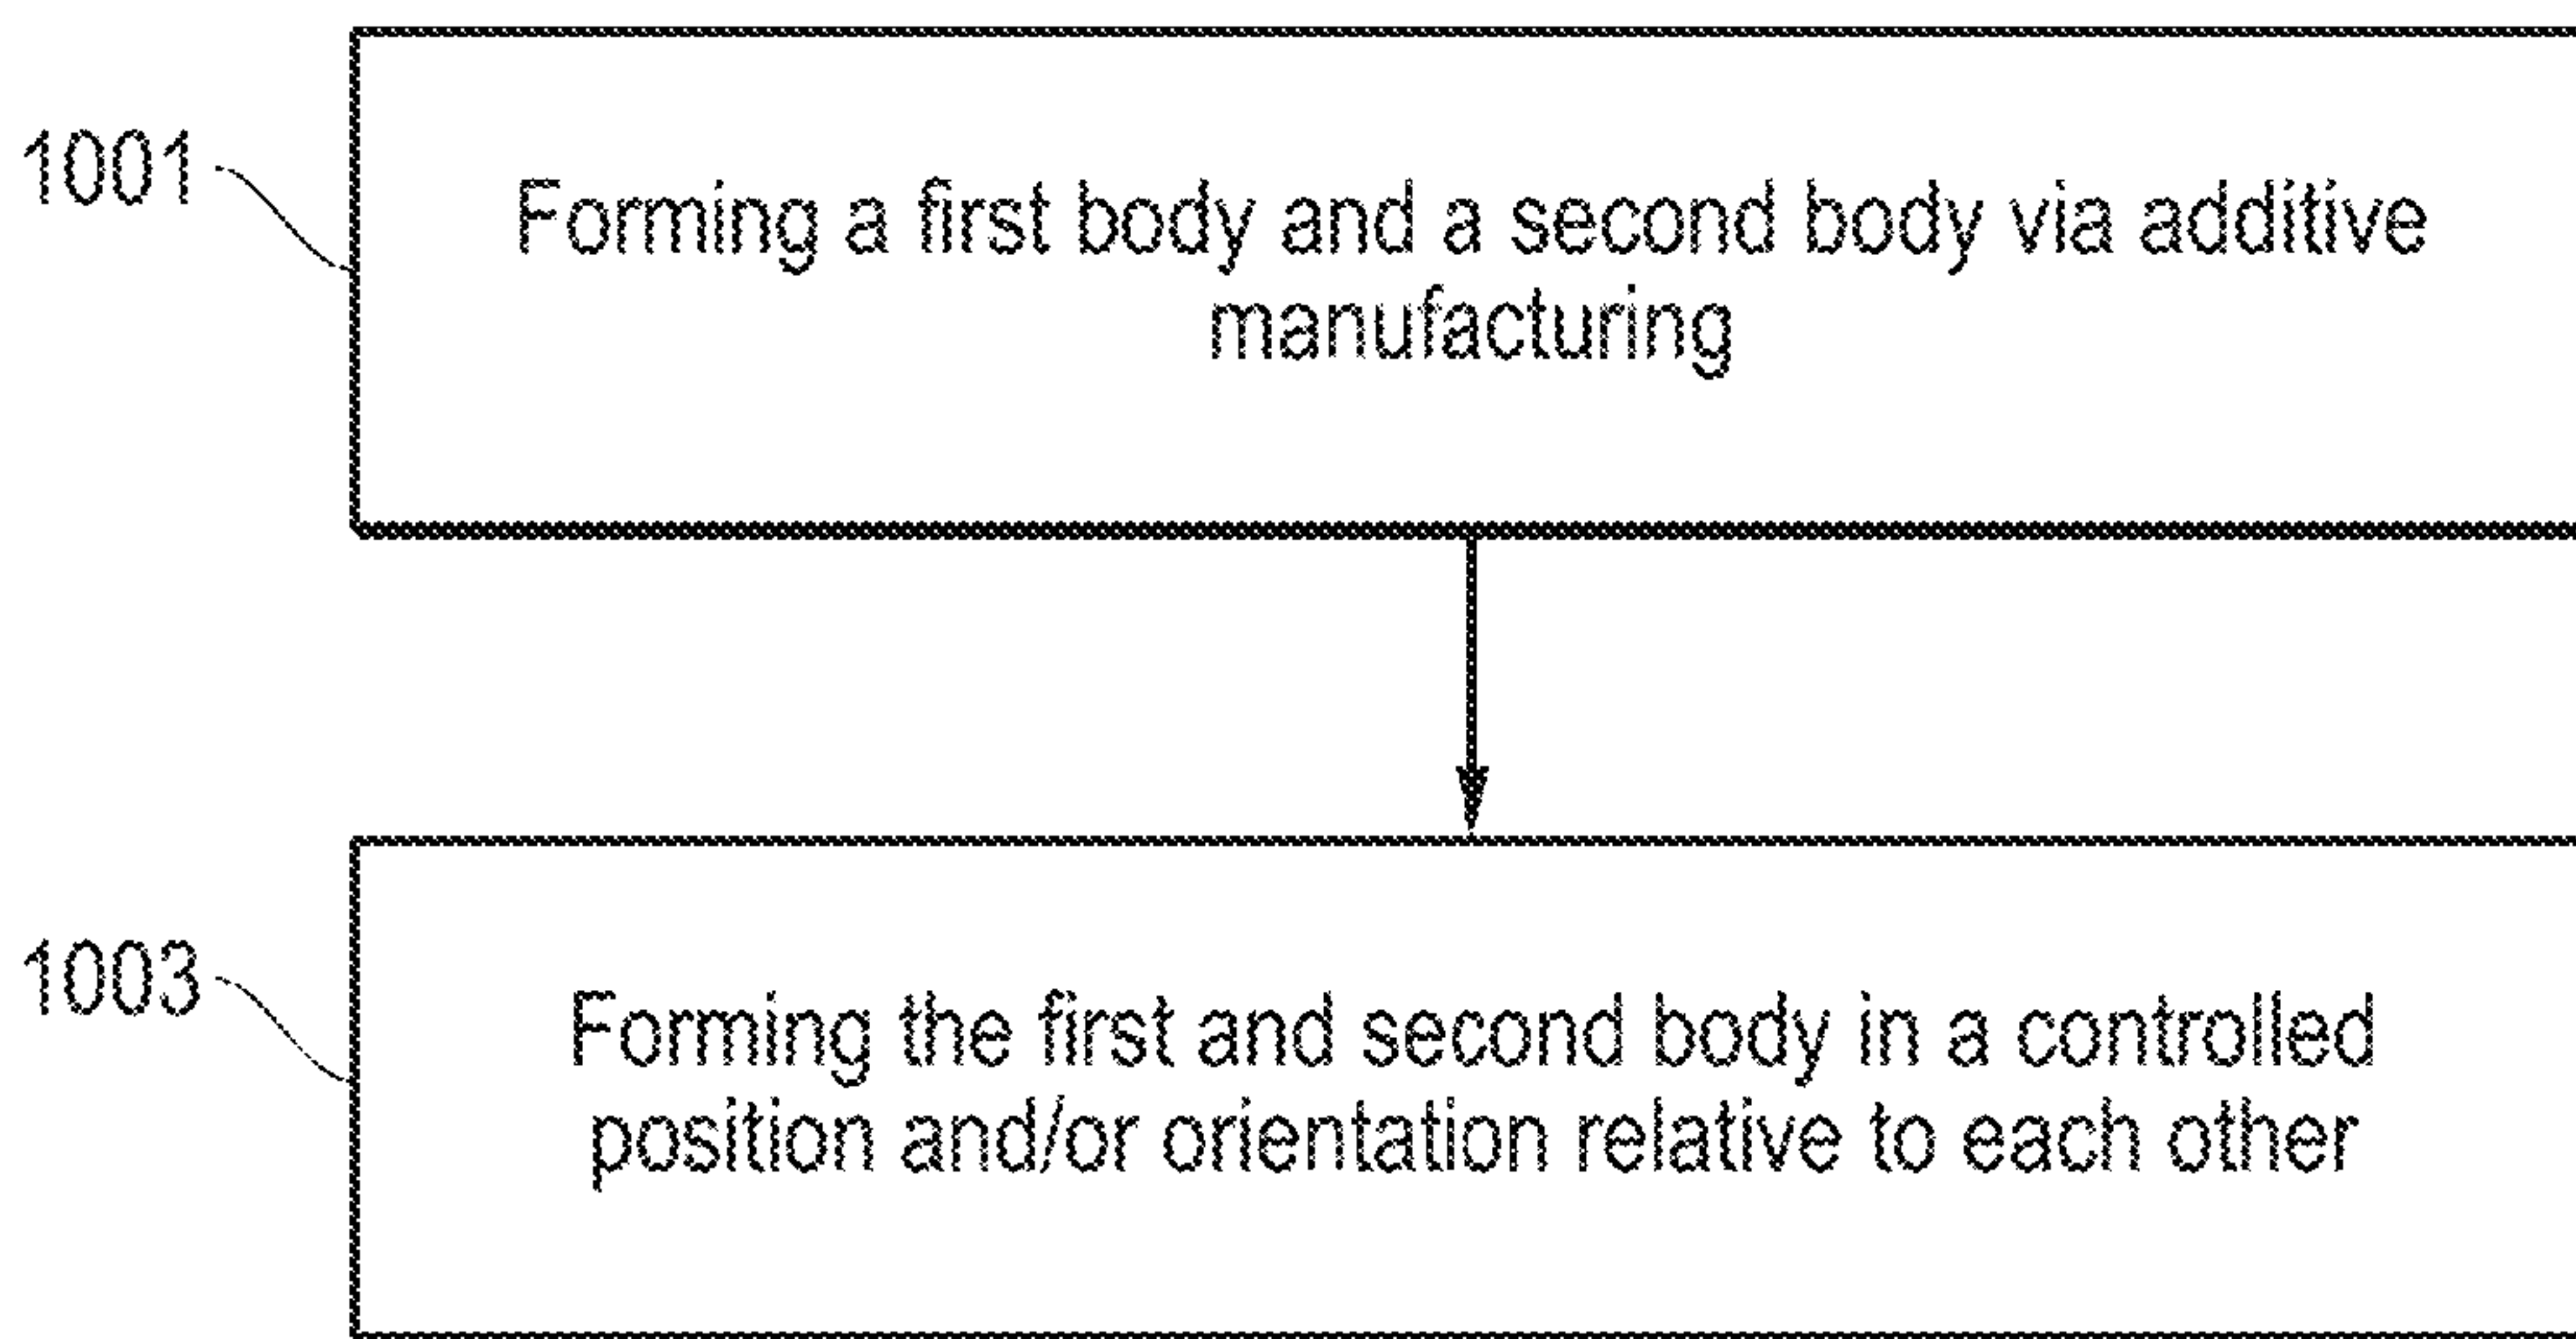 1001
Forming a first body and a second body via additive
manufacturing
1003
Forming the first and second body in a controlled
position and/or orientation relative to each other